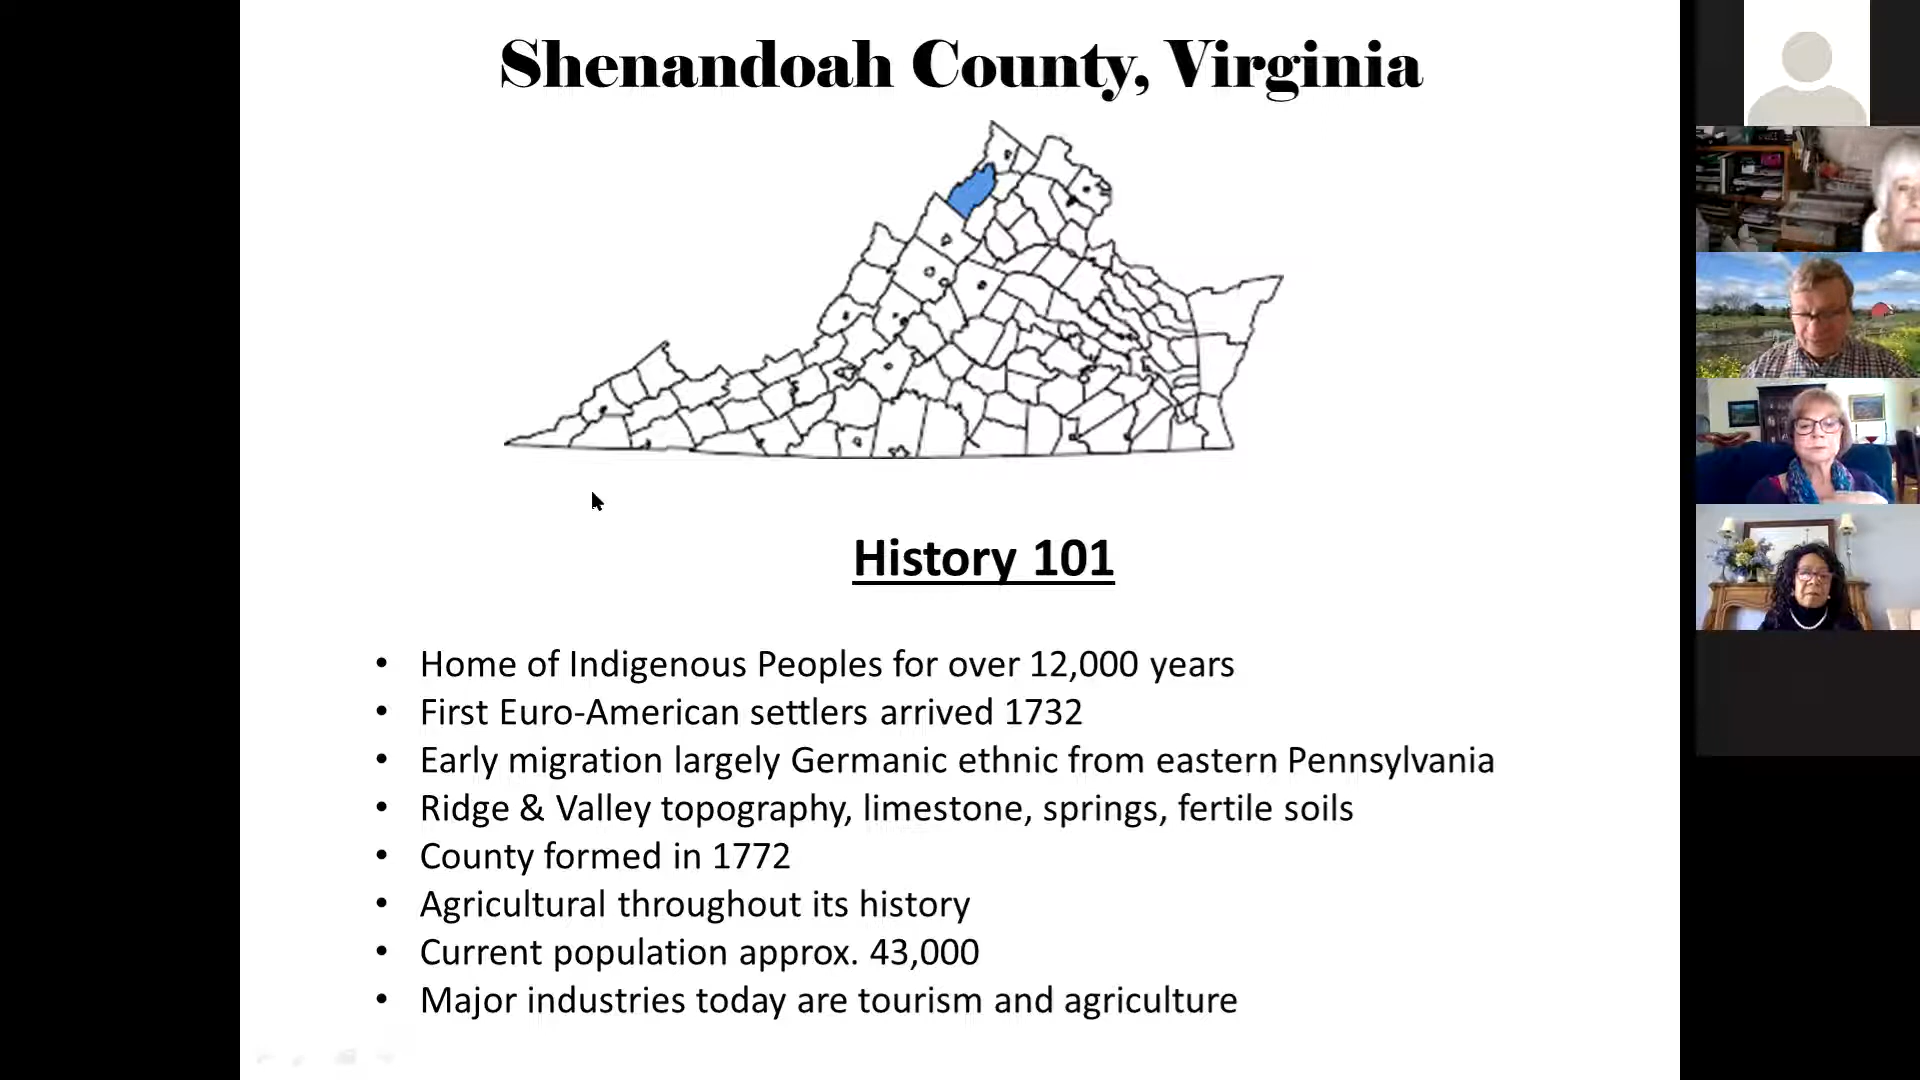 Shenandoah County, Virginia
History 101
• Home of Indigenous Peoples for over 12,000 years
• First Euro-American settlers arrived 1732
• Early migration largely Germanic ethnic from eastern Pennsylvania
• Ridge & Valley topography, limestone, springs, fertile soils
• County formed in 1772
• Agricultural throughout its history
• Current population approx. 43,000
• Major industries today are tourism and agriculture